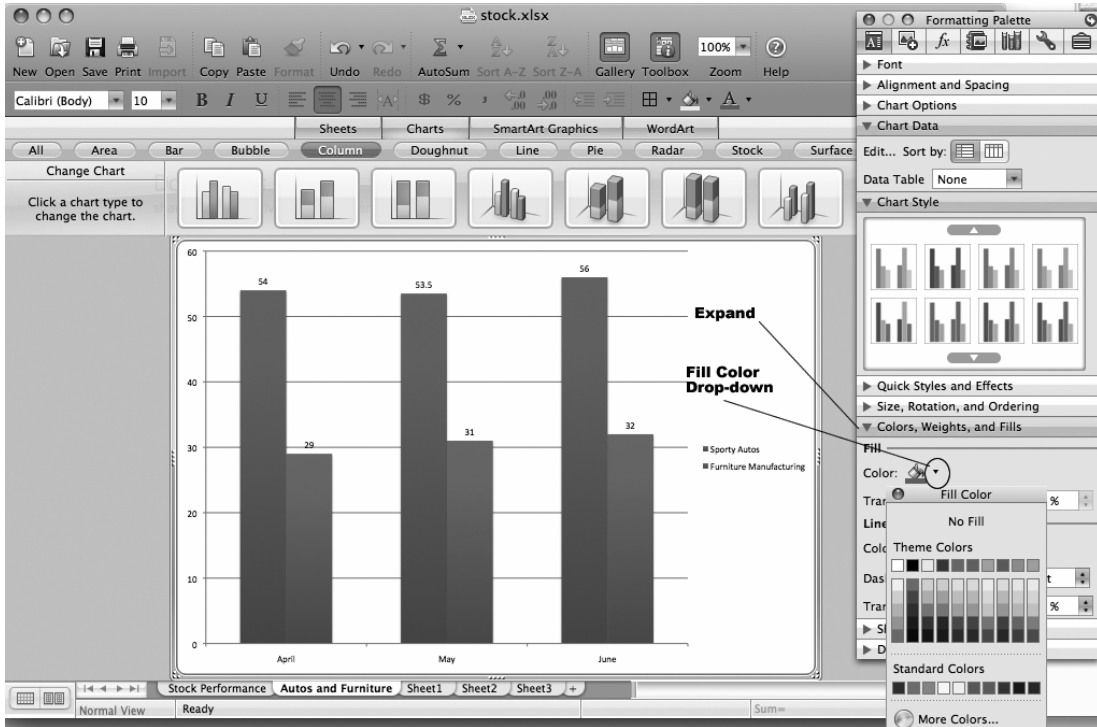 stock.xlsx
New Open Save Print Import Copy Paste Format Undo Redo AutoSum Sort A-Z Sort Z-A Gallery Toolbox Zoom Help
100%
Calibri (Body) 10 B I U $ % A
Sheets Charts SmartArt Graphics WordArt
All Area Bar Bubble Column Doughnut Line Pie Radar Stock Surface
Change Chart
Click a chart type to
change the chart.
60
50
40
30
20
10
0
54
29
53.5
31
56
32
April May June
Sporty Autos
Furniture Manufacturing
Expand
Fill Color
Drop-down
Stock Performance Autos and Furniture Sheet1 Sheet2 Sheet3 +
Normal View Ready Sum=
Formatting Palette
Font
Alignment and Spacing
Chart Options
Chart Data
Edit... Sort by:
Data Table None
Chart Style
Quick Styles and Effects
Size, Rotation, and Ordering
Colors, Weights, and Fills
Fill
Color:
Fill Color
%
No Fill
Theme Colors
%
Standard Colors
More Colors...